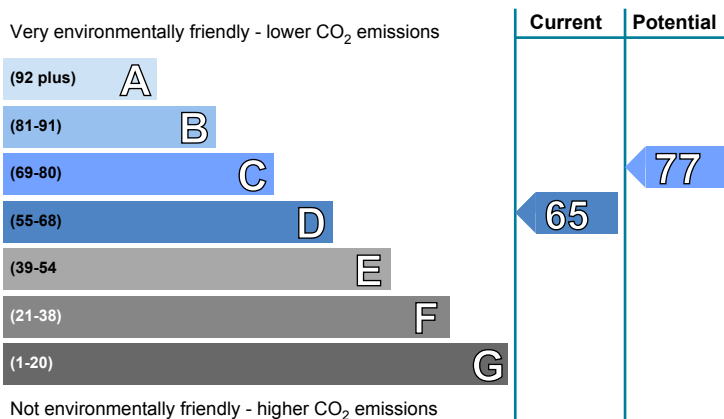 Very environmentally friendly - lower CO2 emissions
Current
Potential
(92 plus) A
(81-91) B
(69-80) C
77
(55-68) D
65
(39-54 E
(21-38) F
(1-20) G
Not environmentally friendly - higher CO2 emissions